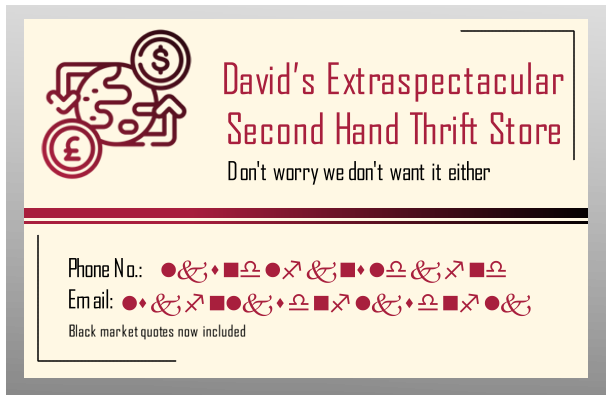 David's Extraspectacular
Second Hand Thrift Store
Don't worry we don't want it either
Phone No.: ●🙵⬧■♎●♐🙵■⬧●♎🙵♐■♎
Email: ●⬧🙵♐■●🙵⬧♎■♐●🙵⬧♎■♐●🙵
Black market quotes now included
$
£